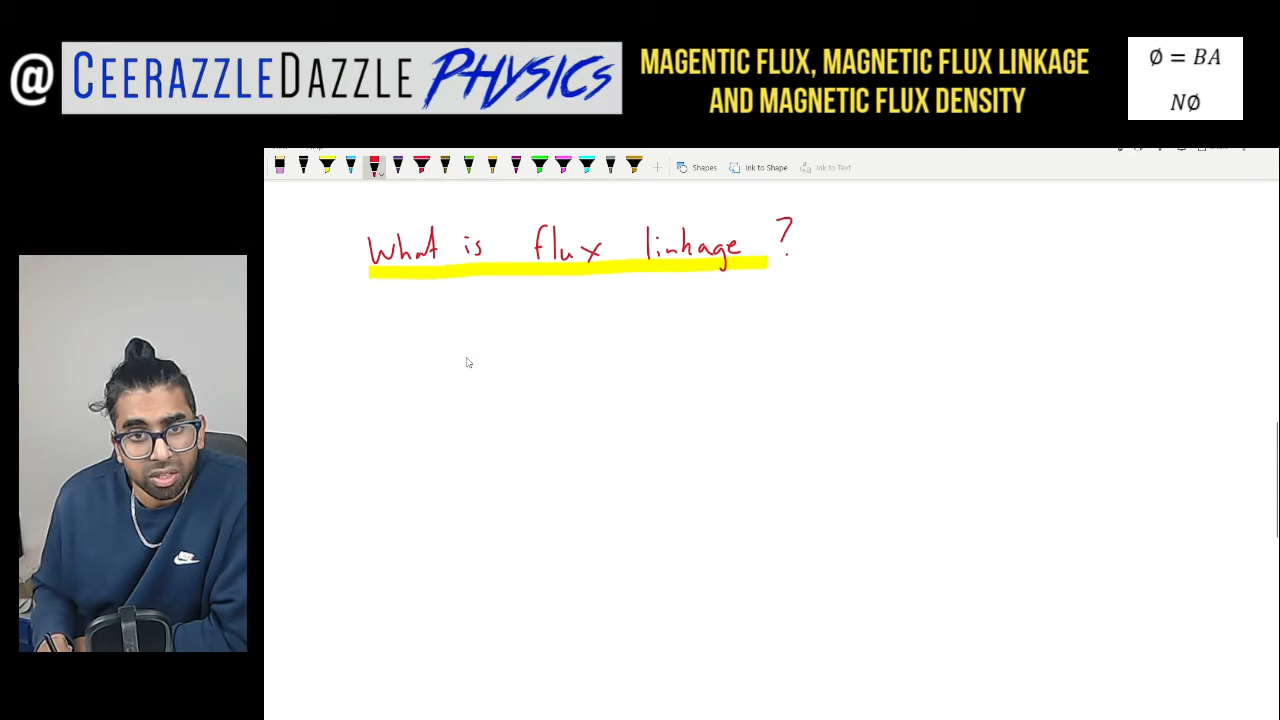 @ CEERAZZLEDAZZLE PHYSICS
MAGENTIC FLUX, MAGNETIC FLUX LINKAGE
AND MAGNETIC FLUX DENSITY
Ø = BA
NØ
Shapes
Ink to Shape
Ink to Text
What is flux linkage ?